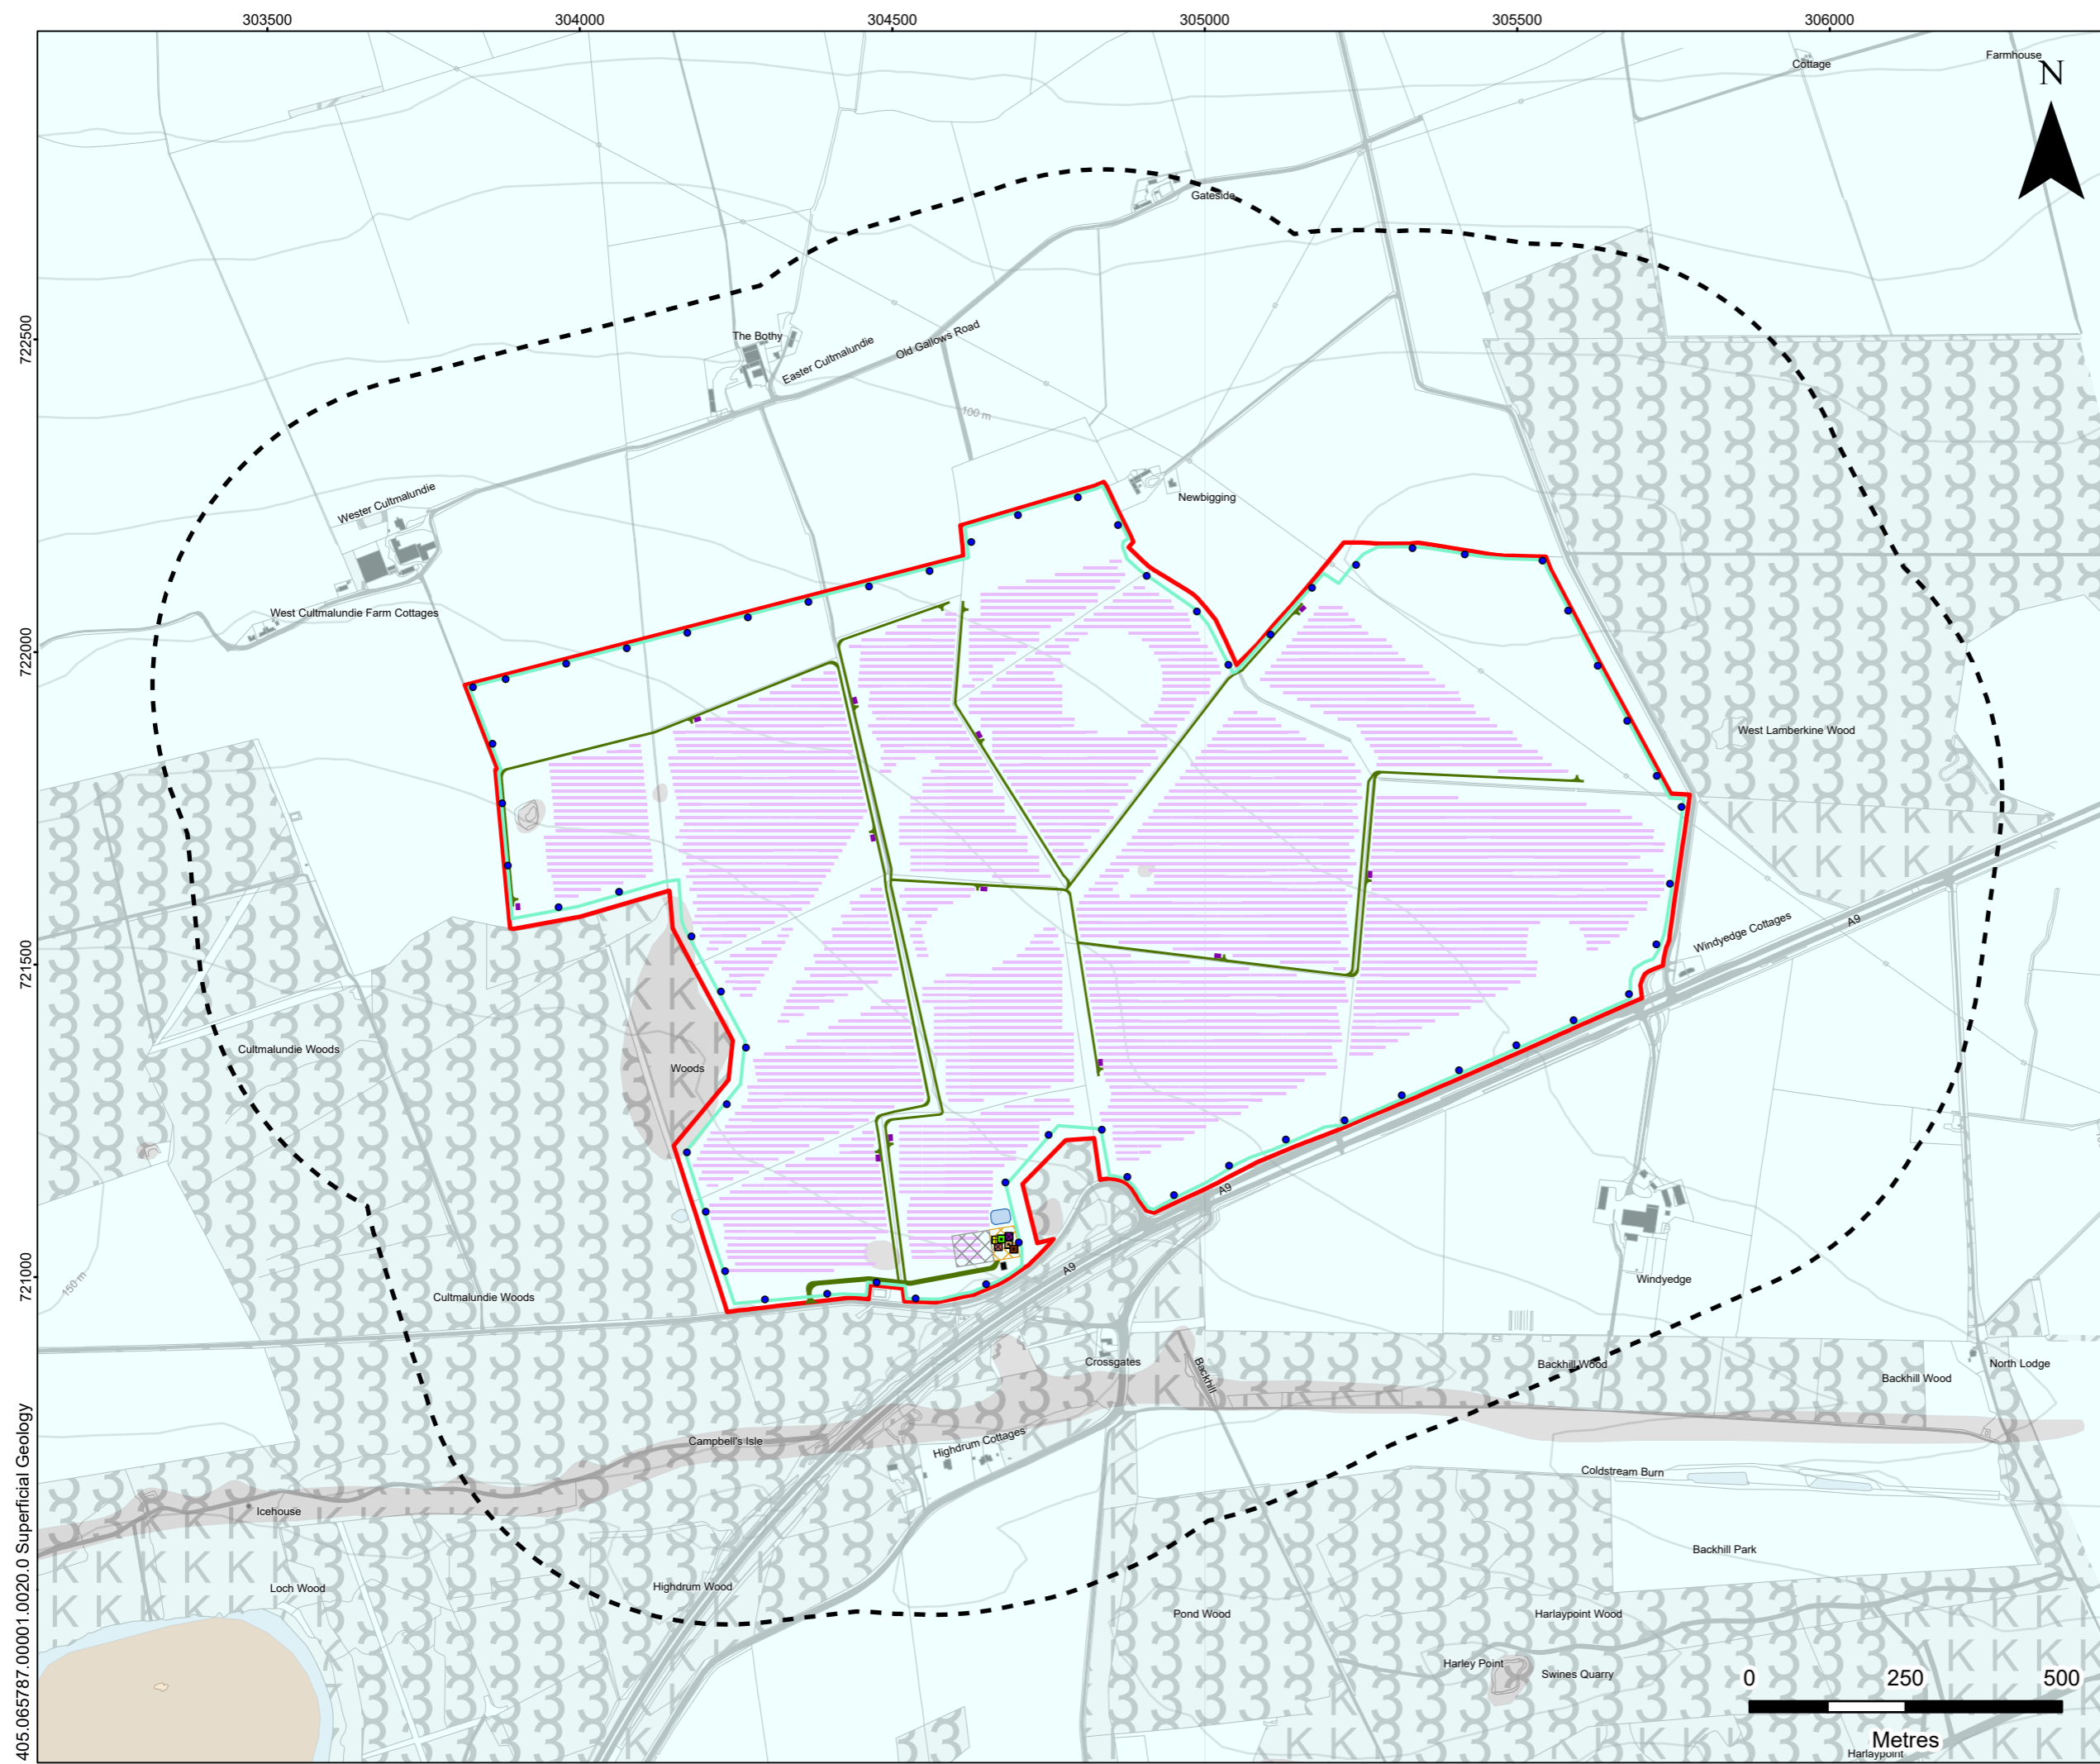 303500 304000 304500 305000 305500 306000
Farmhouse
Cottage
N
Gateside
722500
The Bothy
Old Gallows Road
Easter Cultmalundie
100 m
Wester Cultmalundie
Newbigging
West Cultmalundie Farm Cottages
722000
West Lamberkine Wood
Windyedge Cottages
A9
721500
Cultmalundie Woods
Woods
A9
A9
721000
150 m
Windyedge
Cultmalundie Woods
Crossgates
Backhill
Backhill Wood
North Lodge
Backhill Wood
Campbell's Isle
Highdrum Cottages
Coldstream Burn
Icehouse
Backhill Park
Loch Wood
Highdrum Wood
Pond Wood
Harlaypoint Wood
Harley Point
Swines Quarry
0 250 500
Metres
Harlaypoint
405.065787.00001.0020.0 Superficial Geology